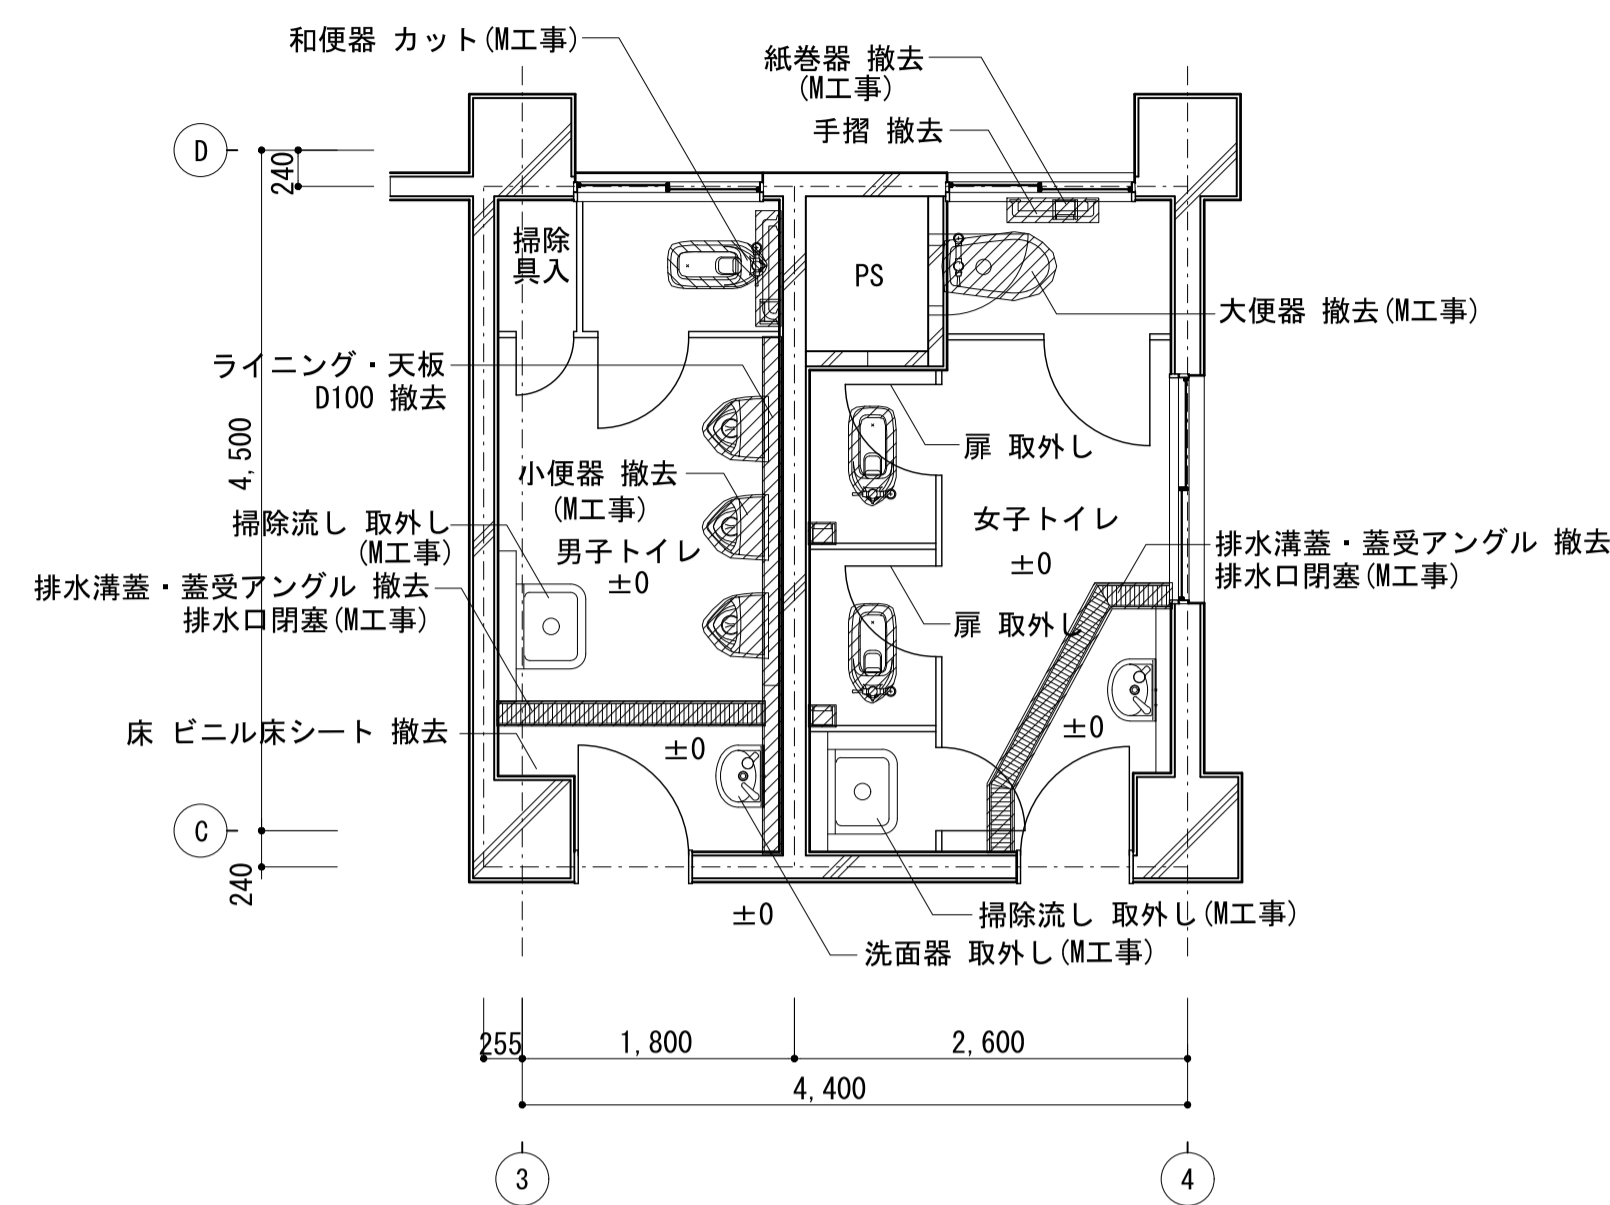 和便器 カット(M工事)
紙巻器 撤去
(M工事)
手摺 撤去
D
240
掃除
具入
PS
大便器 撤去(M工事)
ライニング・天板
D100 撤去
4,500
扉 取外し
小便器 撤去
(M工事)
掃除流し 取外し
(M工事)
男子トイレ
±0
女子トイレ
±0
排水溝蓋・蓋受アングル 撤去
排水口閉塞(M工事)
排水溝蓋・蓋受アングル 撤去
排水口閉塞(M工事)
扉 取外し
床 ビニル床シート 撤去
±0
±0
C
240
±0
掃除流し 取外し(M工事)
洗面器 取外し(M工事)
255
1,800
2,600
4,400
3
4